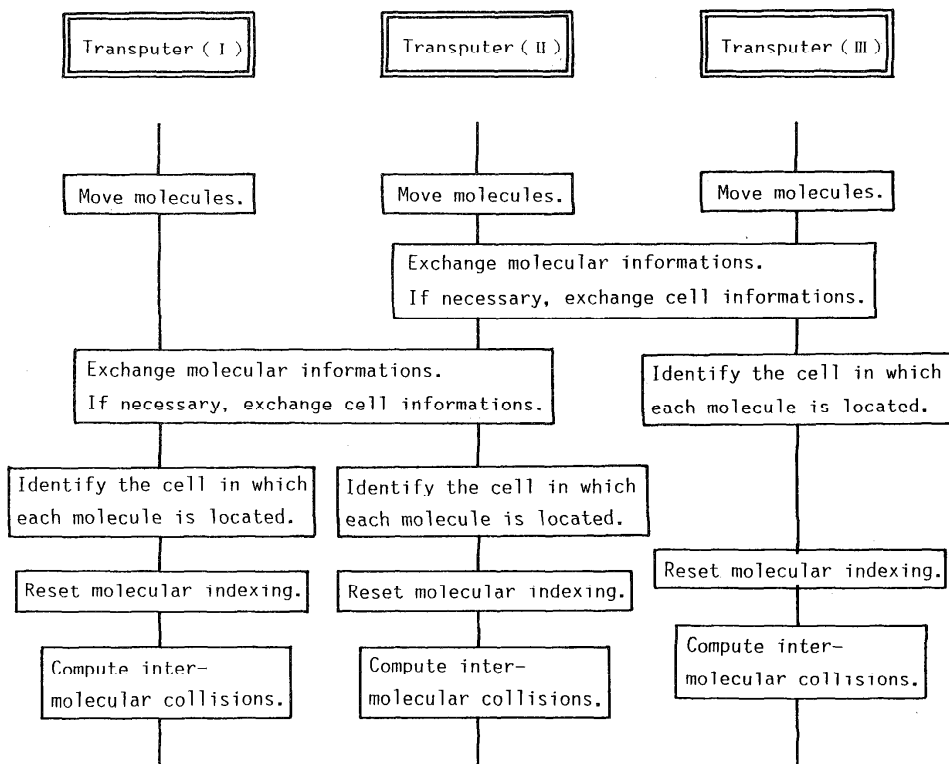 Transputer ( I )
Transputer ( II )
Transputer ( III )
Move molecules.
Move molecules.
Move molecules.
Exchange molecular informations.
If necessary, exchange cell informations.
Exchange molecular informations.
If necessary, exchange cell informations.
Identify the cell in which
each molecule is located.
Identify the cell in which
each molecule is located.
Identify the cell in which
each molecule is located.
Reset molecular indexing.
Reset molecular indexing.
Reset molecular indexing.
Compute inter-
molecular collisions.
Compute inter-
molecular collisions.
Compute inter-
molecular collisions.